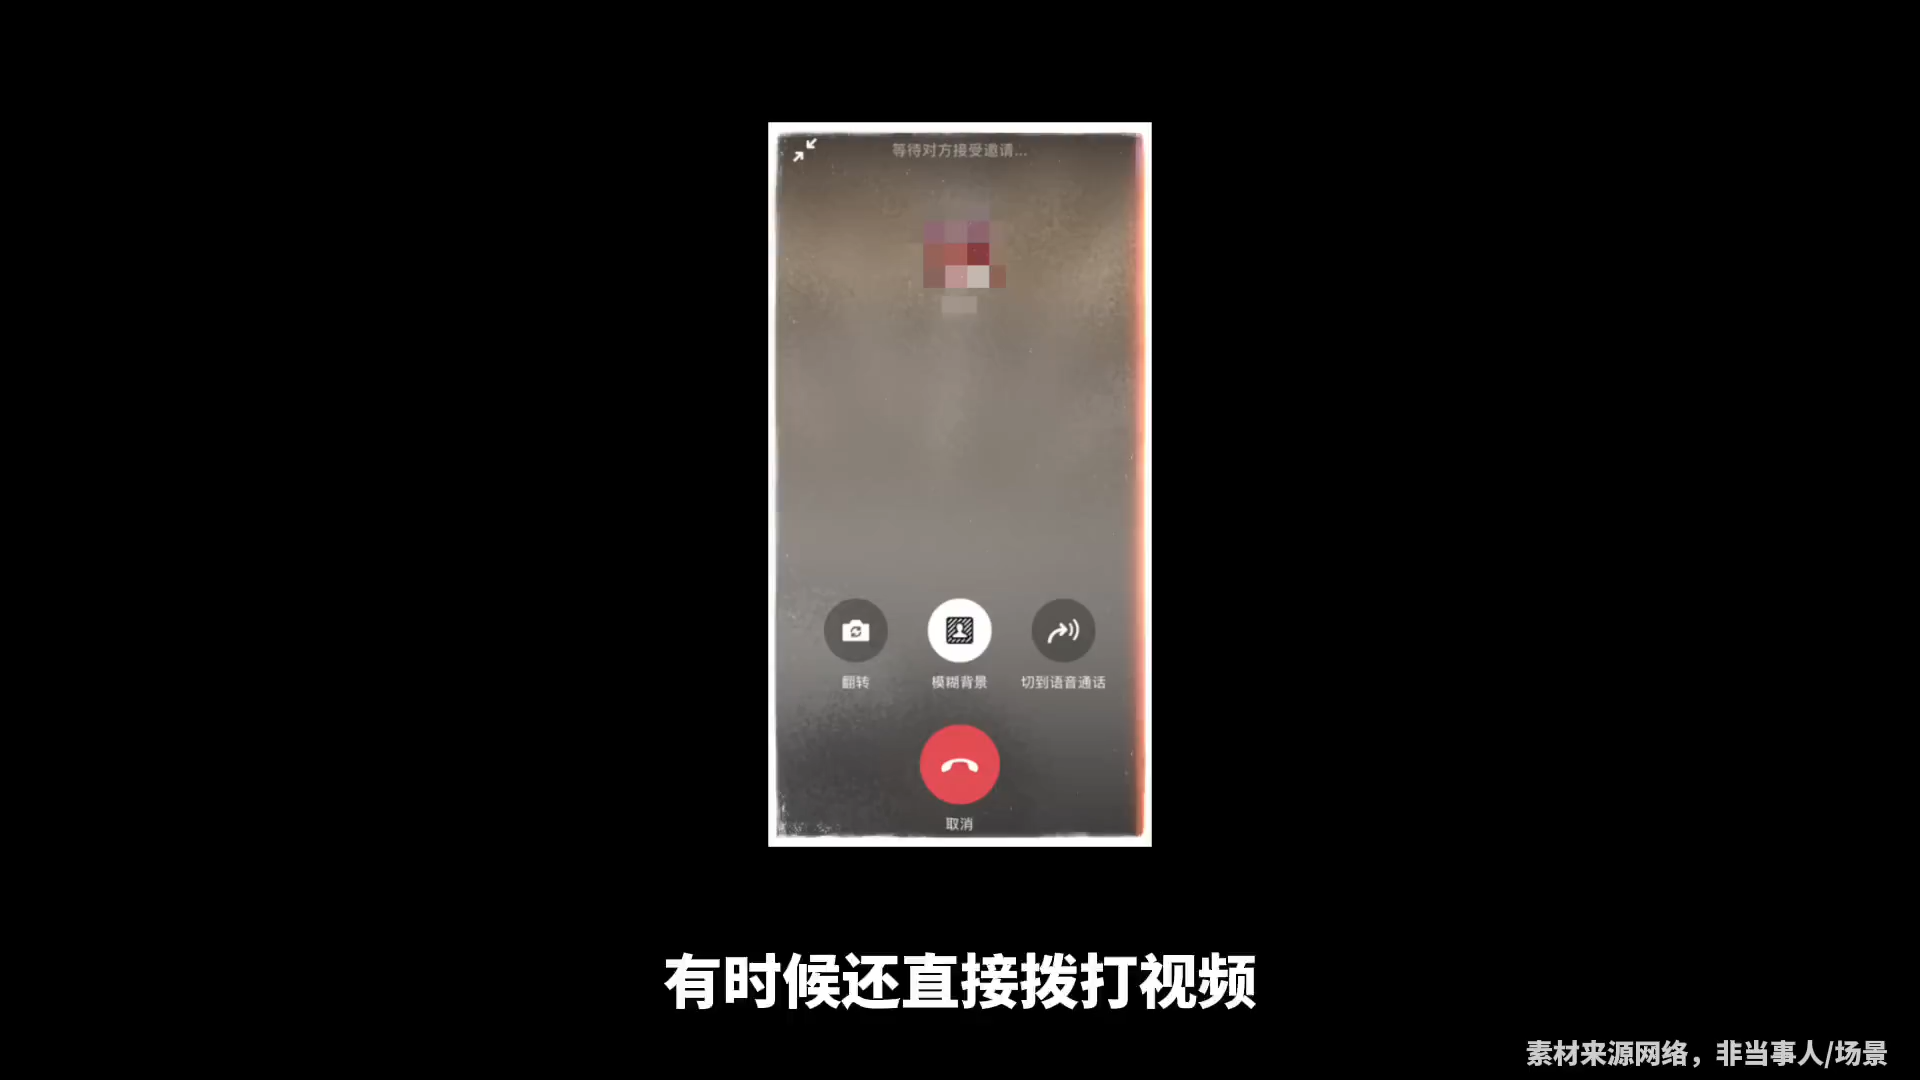 等待对方接受邀请...
翻转
模糊背景
切到语音通话
取消
有时候还直接拨打视频
素材来源网络，非当事人/场景